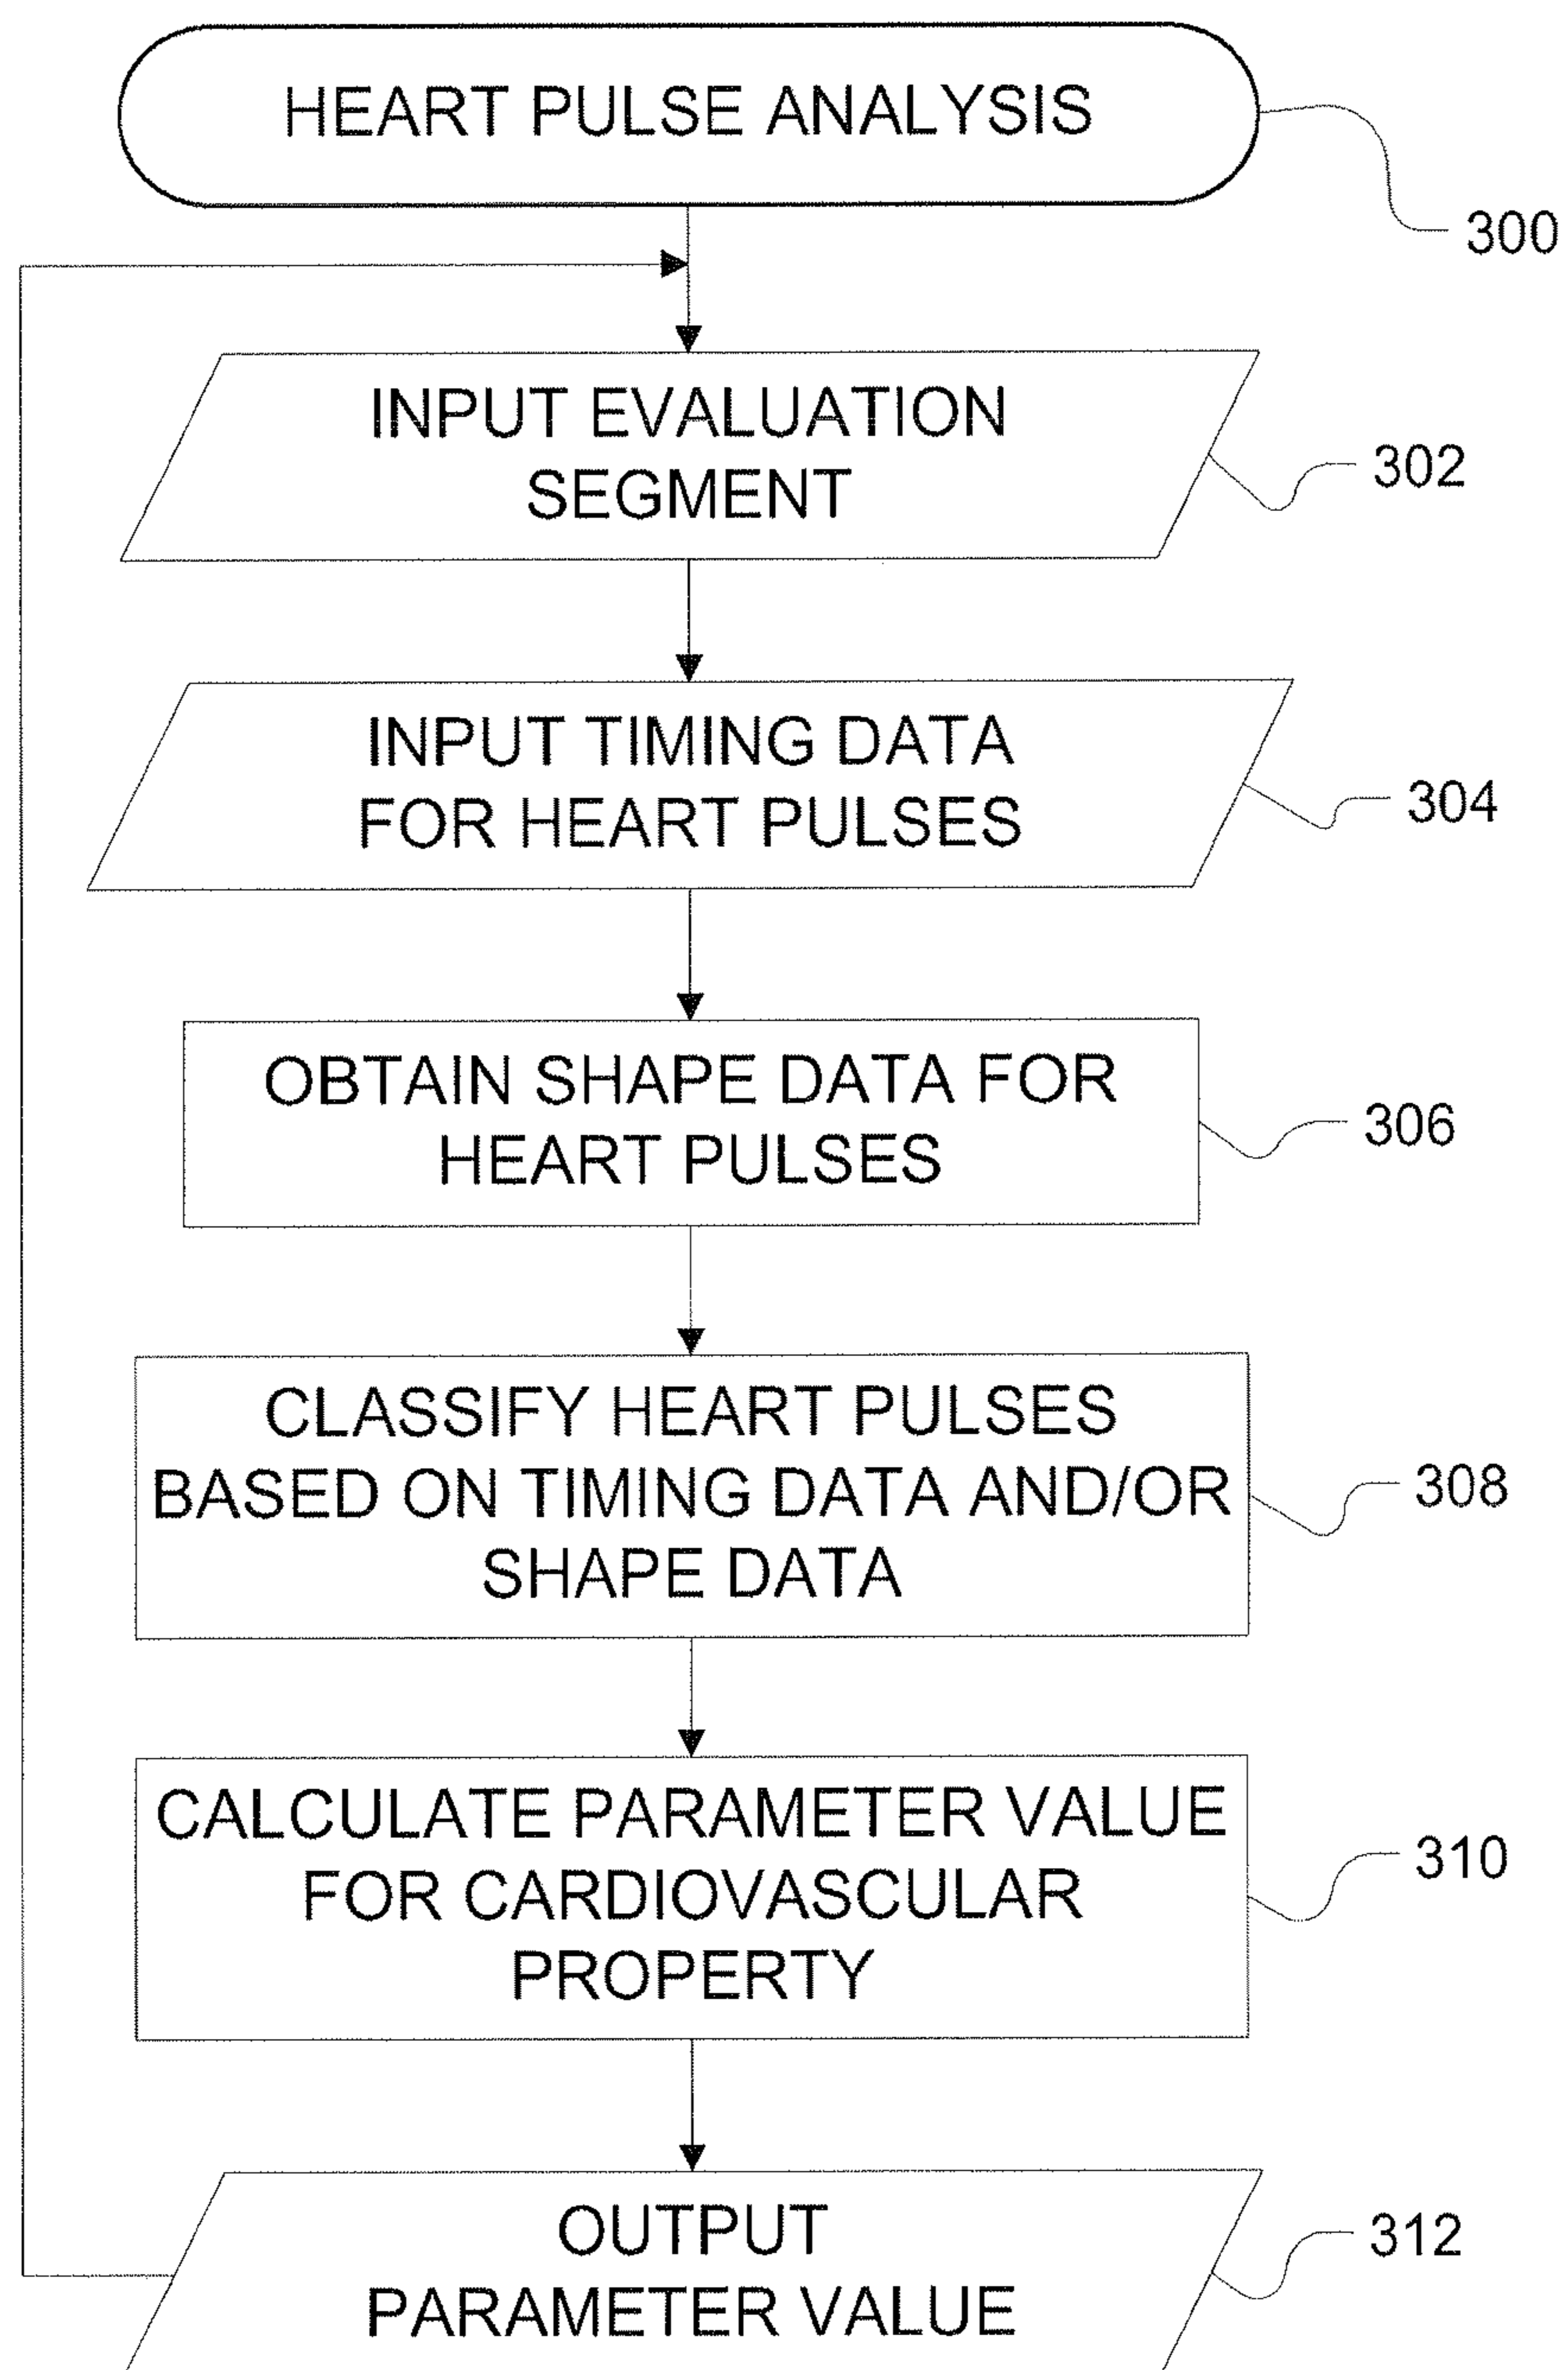 HEART PULSE ANALYSIS
300
INPUT EVALUATION
SEGMENT
302
INPUT TIMING DATA
FOR HEART PULSES
304
OBTAIN SHAPE DATA FOR
HEART PULSES
306
CLASSIFY HEART PULSES
BASED ON TIMING DATA AND/OR
SHAPE DATA
308
CALCULATE PARAMETER VALUE
FOR CARDIOVASCULAR
PROPERTY
310
OUTPUT
PARAMETER VALUE
312